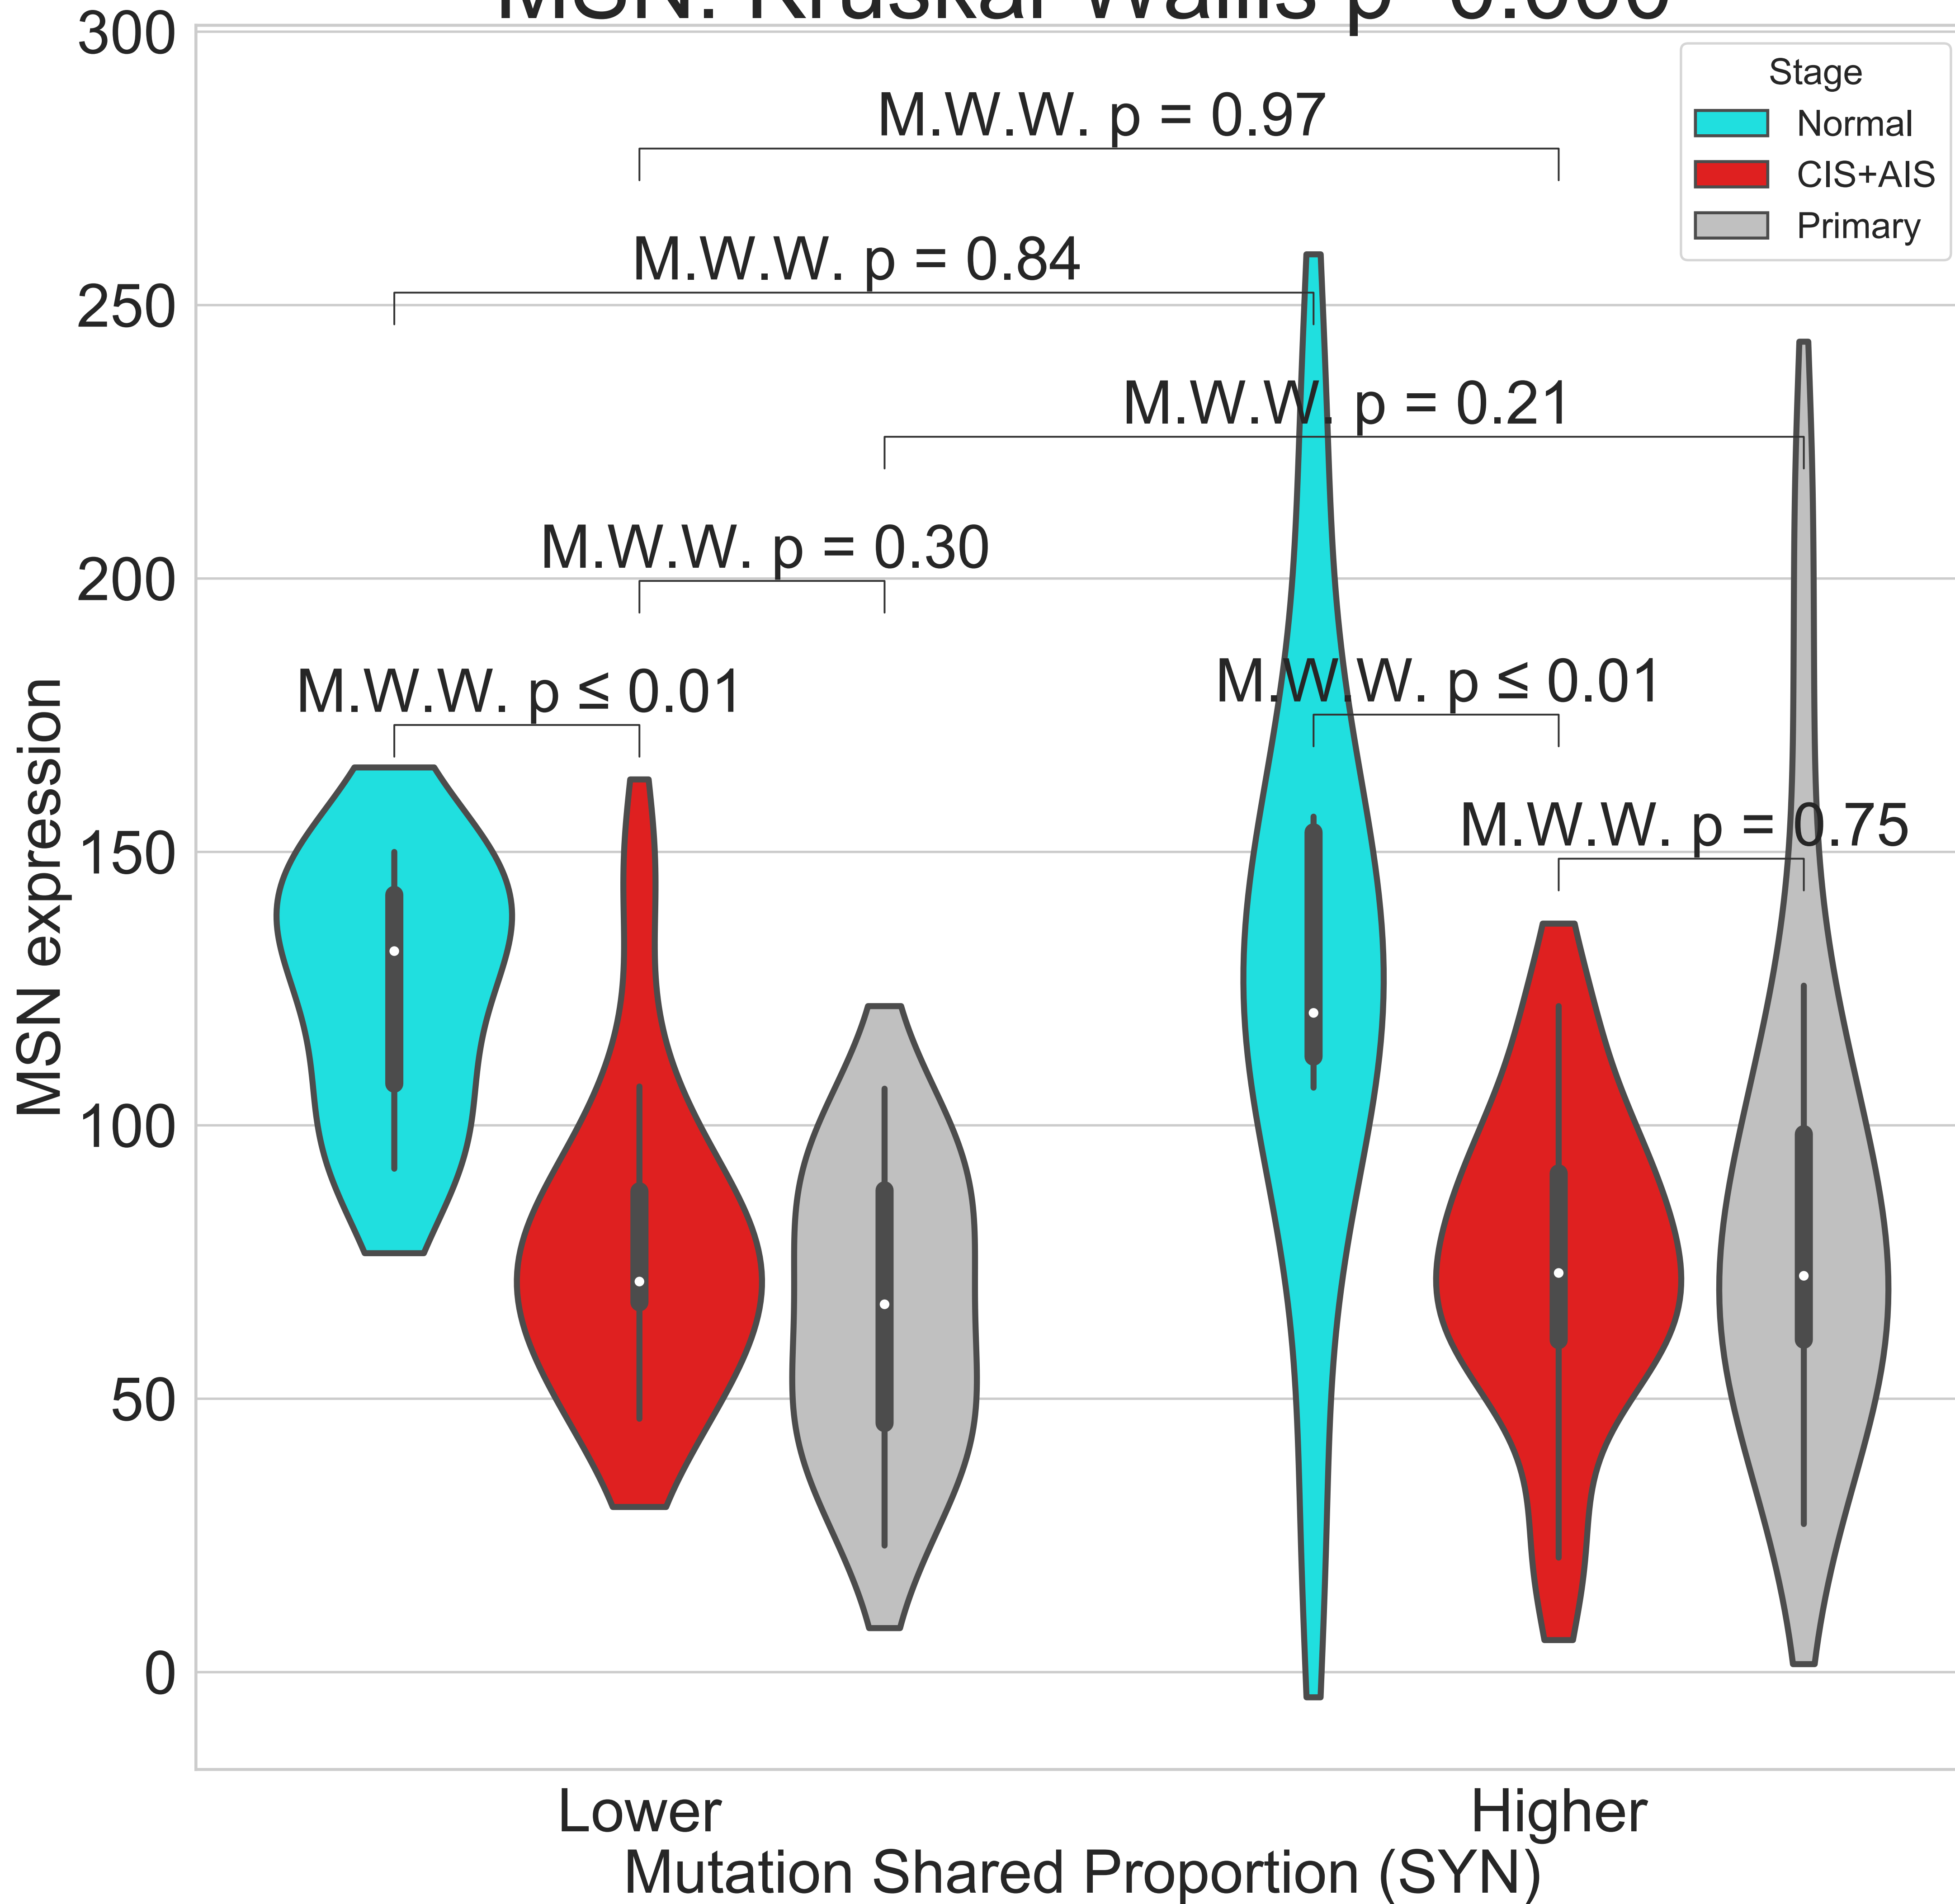 300
Stage
Normal
CIS+AIS
Primary
M.W.W. p = 0.97
M.W.W. p = 0.84
250
M.W.W. p = 0.21
M.W.W. p = 0.30
200
M.W.W. p ≤ 0.01
M.W.W. p ≤ 0.01
M.W.W. p = 0.75
150
100
50
0
MSN expression
Lower
Higher
Mutation Shared Proportion (SYN)